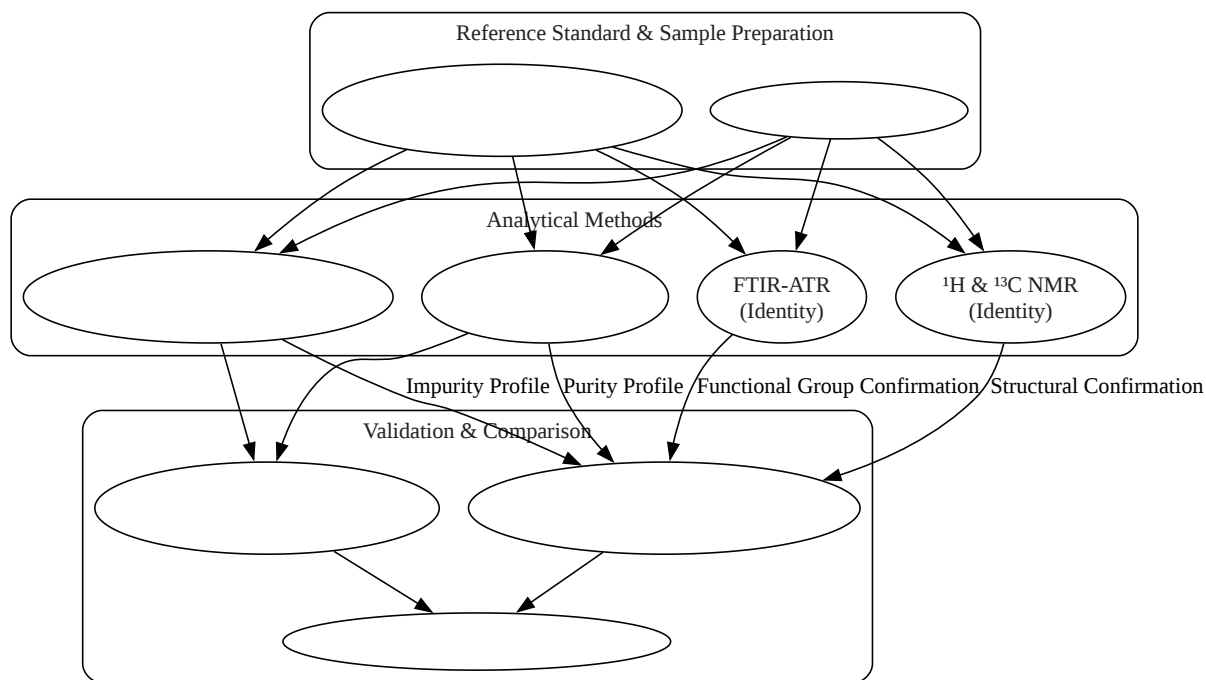 Reference Standard & Sample Preparation
Analytical Methods
FTIR-ATR
(Identity)
¹H & ¹³C NMR
(Identity)
Impurity Profile
Purity Profile
Functional Group Confirmation
Structural Confirmation
Validation & Comparison